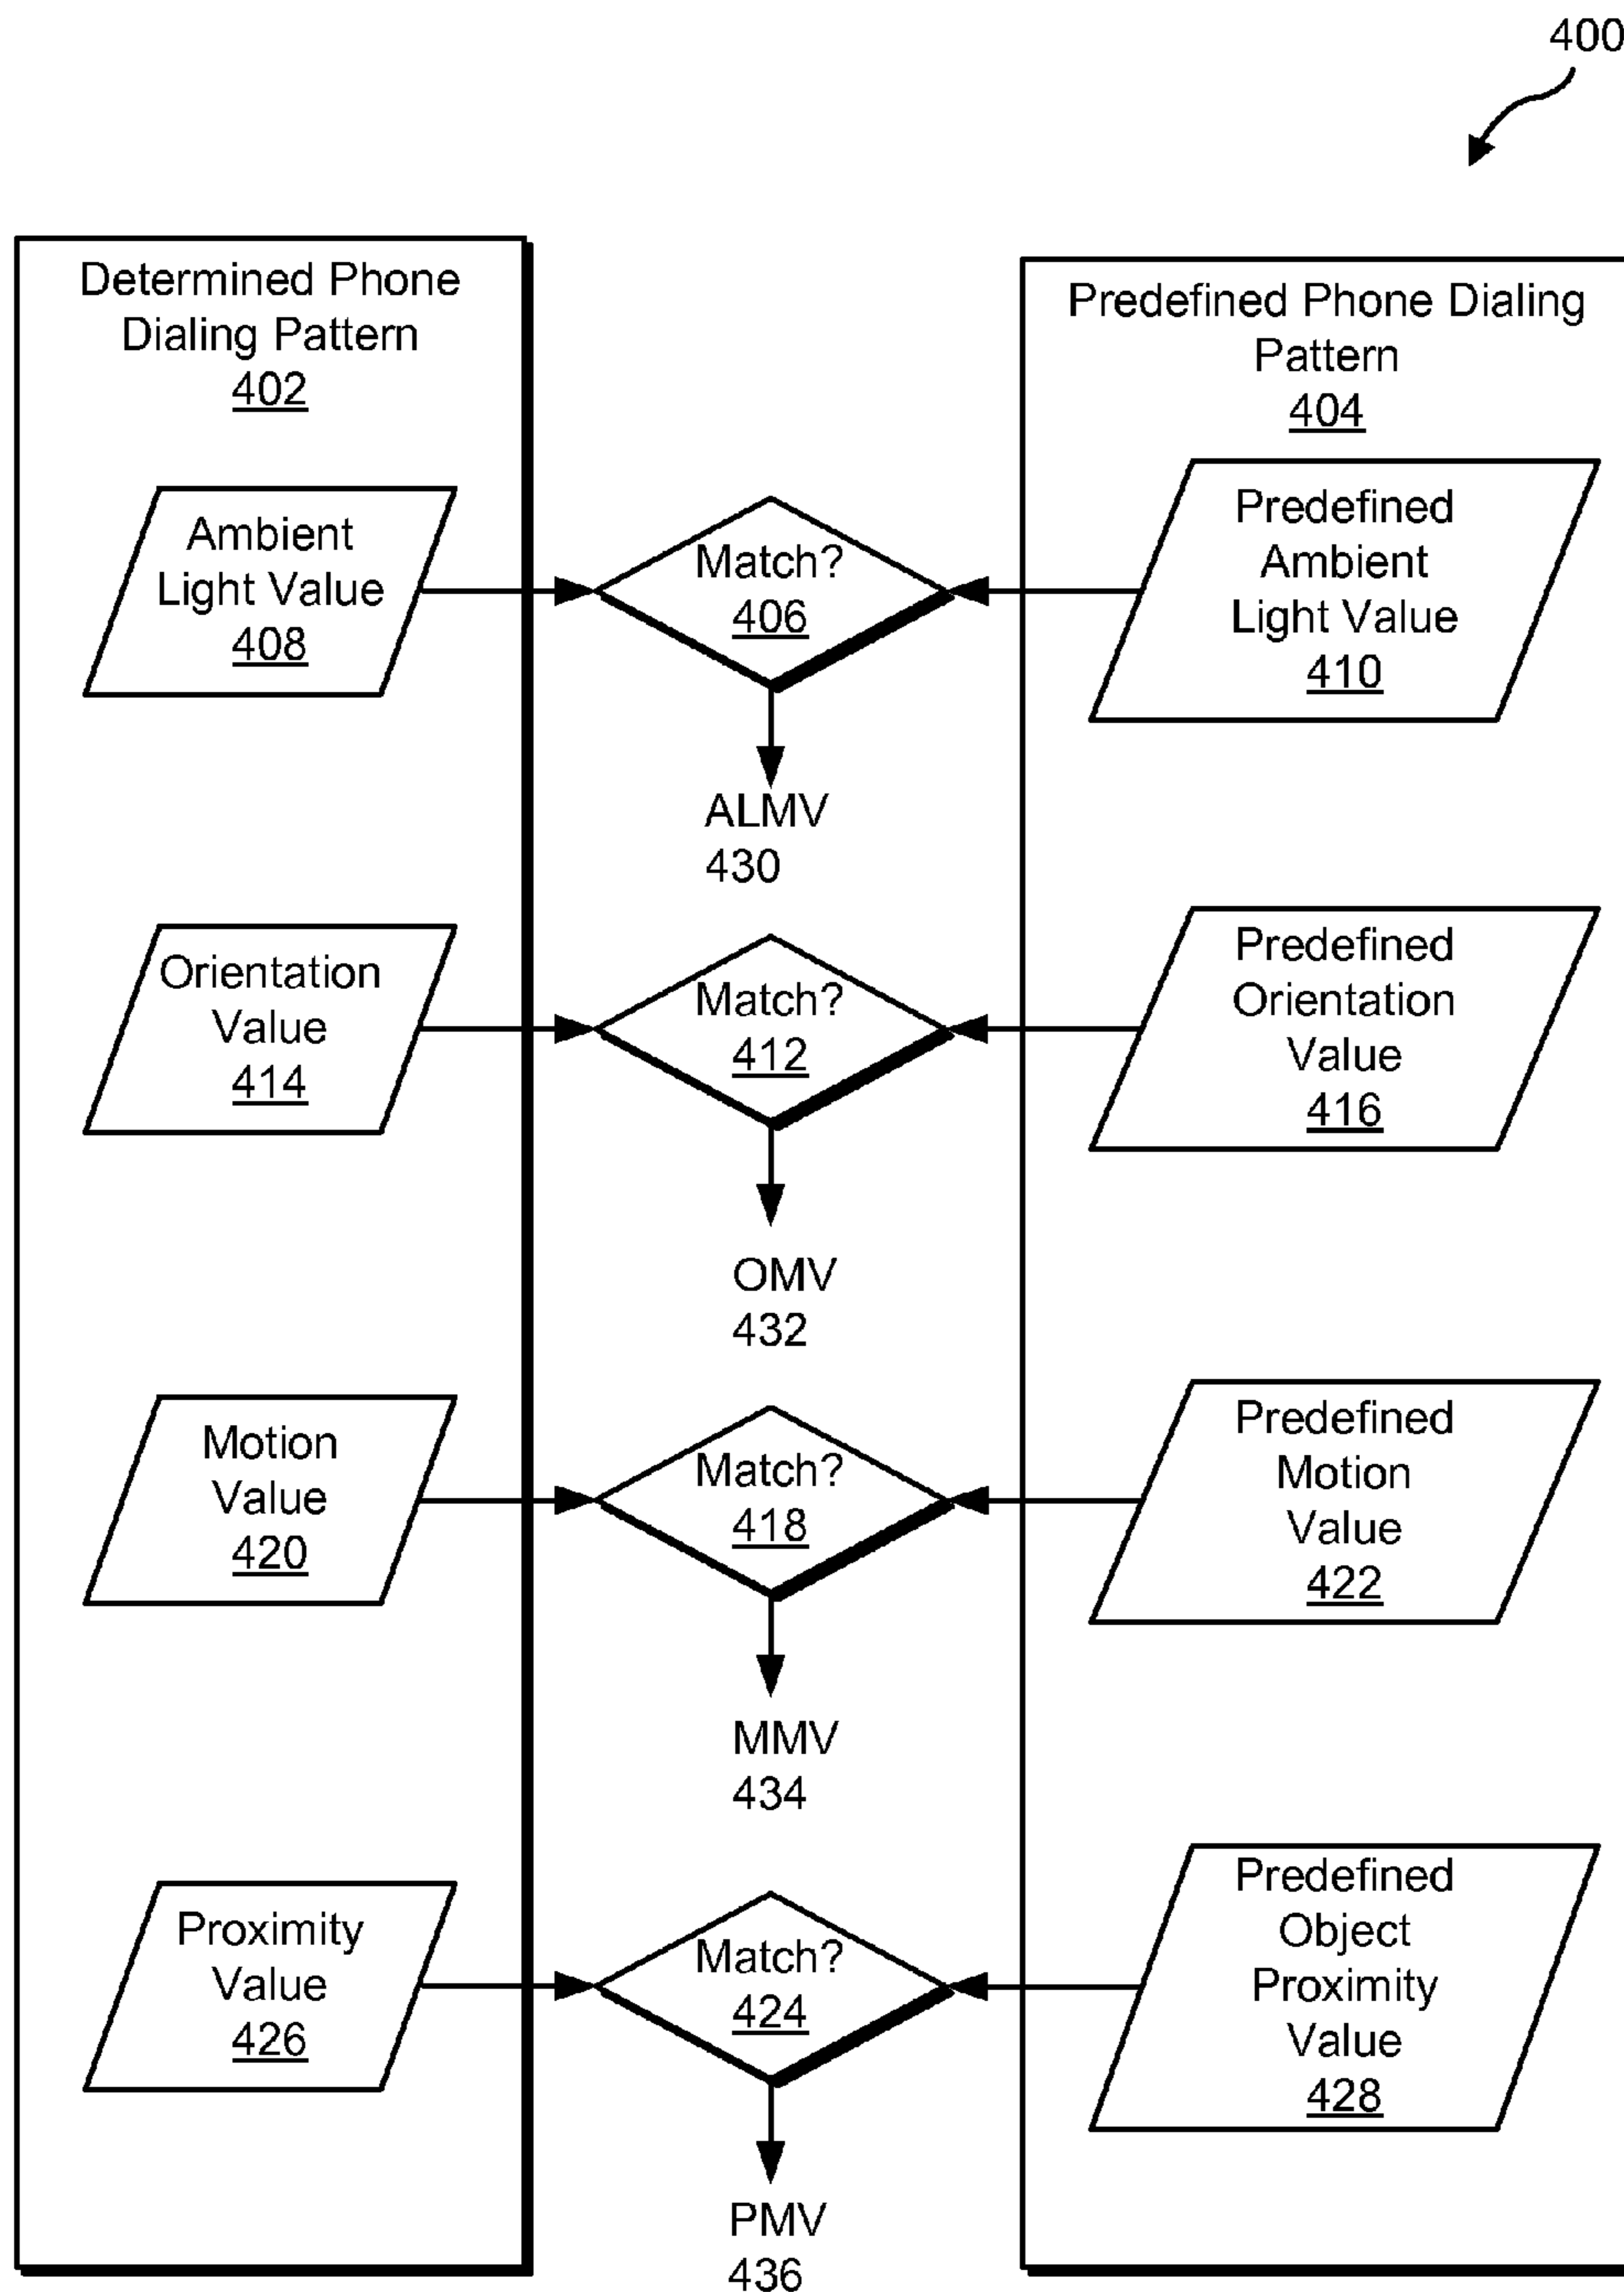 400
Determined Phone
Dialing Pattern
402
Predefined Phone Dialing
Pattern
404
Ambient
Light Value
408
Match?
406
Predefined
Ambient
Light Value
410
ALMV
430
Orientation
Value
414
Match?
412
Predefined
Orientation
Value
416
OMV
432
Motion
Value
420
Match?
418
Predefined
Motion
Value
422
MMV
434
Proximity
Value
426
Match?
424
Predefined
Object
Proximity
Value
428
PMV
436